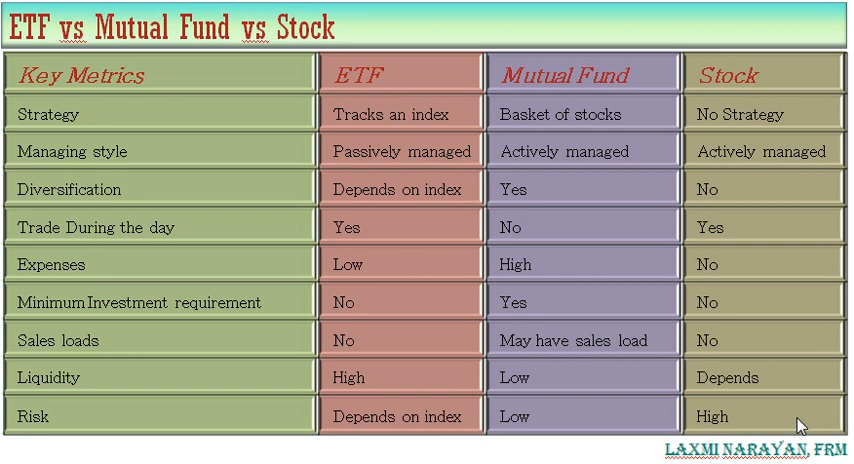 ETF vs Mutual Fund vs Stock
Key Metrics ETF Mutual Fund Stock
Strategy Tracks an index Basket of stocks No Strategy
Managing style Passively managed Actively managed Actively managed
Diversification Depends on index Yes No
Trade During the day Yes No Yes
Expenses Low High No
Minimum Investment requirement No Yes No
Sales loads No May have sales load No
Liquidity High Low Depends
Risk Depends on index Low High
LAXMI NARAYAN, FRM